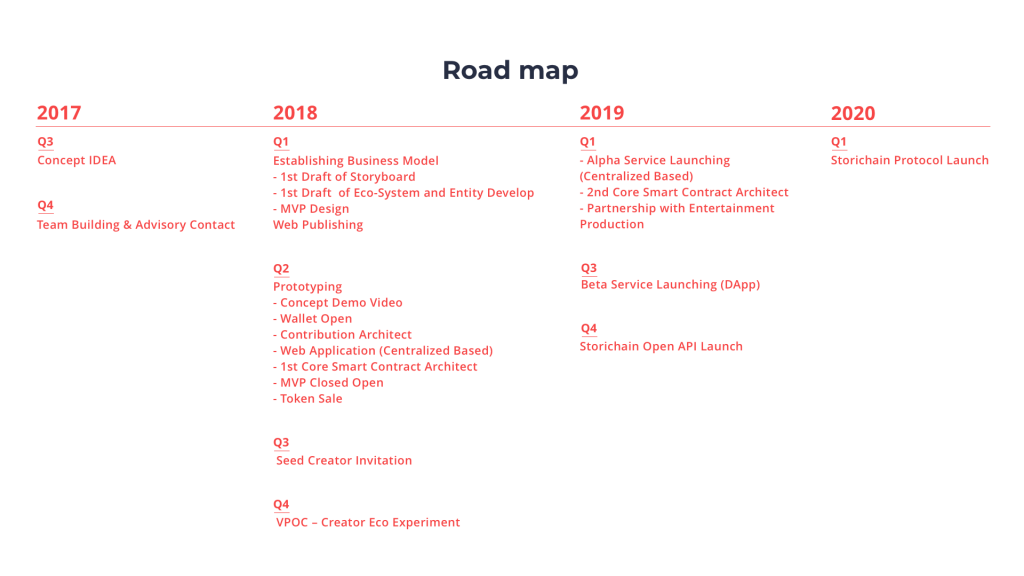 Road map
2017
Q3
Concept IDEA
Q4
Team Building & Advisory Contact
2018
Q1
Establishing Business Model
- 1st Draft of Storyboard
- 1st Draft  of Eco-System and Entity Develop
- MVP Design
Web Publishing
Q2
Prototyping
- Concept Demo Video
- Wallet Open
- Contribution Architect
- Web Application (Centralized Based)
- 1st Core Smart Contract Architect
- MVP Closed Open
- Token Sale
Q3
Seed Creator Invitation
Q4
VPOC – Creator Eco Experiment
2019
Q1
- Alpha Service Launching
(Centralized Based)
- 2nd Core Smart Contract Architect
- Partnership with Entertainment
Production
Q3
Beta Service Launching (DApp)
Q4
Storichain Open API Launch
2020
Q1
Storichain Protocol Launch